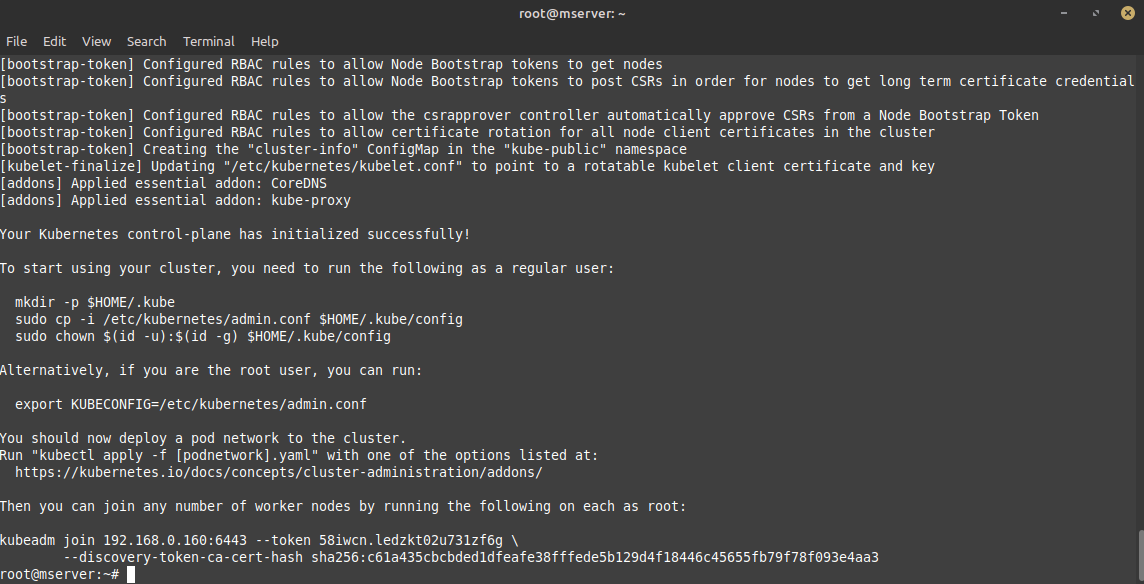 root@mserver: ~
File Edit View Search Terminal Help
[bootstrap-token] Configured RBAC rules to allow Node Bootstrap tokens to get nodes
[bootstrap-token] Configured RBAC rules to allow Node Bootstrap tokens to post CSRs in order for nodes to get long term certificate credential
s
[bootstrap-token] Configured RBAC rules to allow the csrapprover controller automatically approve CSRs from a Node Bootstrap Token
[bootstrap-token] Configured RBAC rules to allow certificate rotation for all node client certificates in the cluster
[bootstrap-token] Creating the "cluster-info" ConfigMap in the "kube-public" namespace
[kubelet-finalize] Updating "/etc/kubernetes/kubelet.conf" to point to a rotatable kubelet client certificate and key
[addons] Applied essential addon: CoreDNS
[addons] Applied essential addon: kube-proxy
Your Kubernetes control-plane has initialized successfully!
To start using your cluster, you need to run the following as a regular user:
mkdir -p $HOME/.kube
sudo cp -i /etc/kubernetes/admin.conf $HOME/.kube/config
sudo chown $(id -u):$(id -g) $HOME/.kube/config
Alternatively, if you are the root user, you can run:
export KUBECONFIG=/etc/kubernetes/admin.conf
You should now deploy a pod network to the cluster.
Run "kubectl apply -f [podnetwork].yaml" with one of the options listed at:
https://kubernetes.io/docs/concepts/cluster-administration/addons/
Then you can join any number of worker nodes by running the following on each as root:
kubeadm join 192.168.0.160:6443 --token 58iwcn.ledzkt02u731zf6g \
--discovery-token-ca-cert-hash sha256:c61a435cbcbded1dfeafe38fffede5b129d4f18446c45655fb79f78f093e4aa3
root@mserver:~#